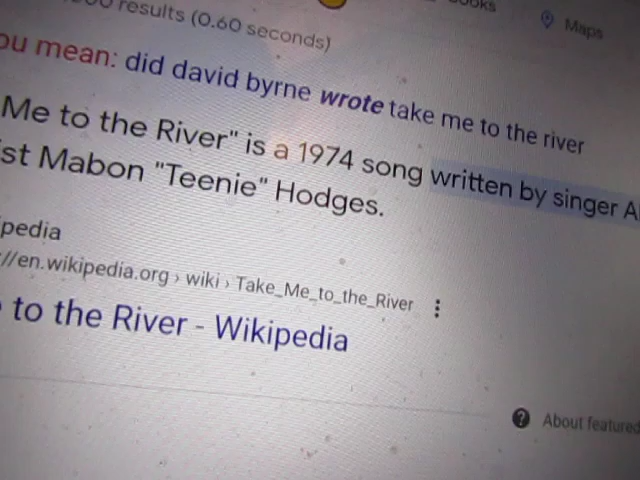 results (0.60 seconds)
Maps
ou mean: did david byrne wrote take me to the river
Me to the River" is a 1974 song written by singer A
st Mabon "Teenie" Hodges.
ipedia
//en.wikipedia.org › wiki › Take_Me_to_the_River
to the River - Wikipedia
About featured